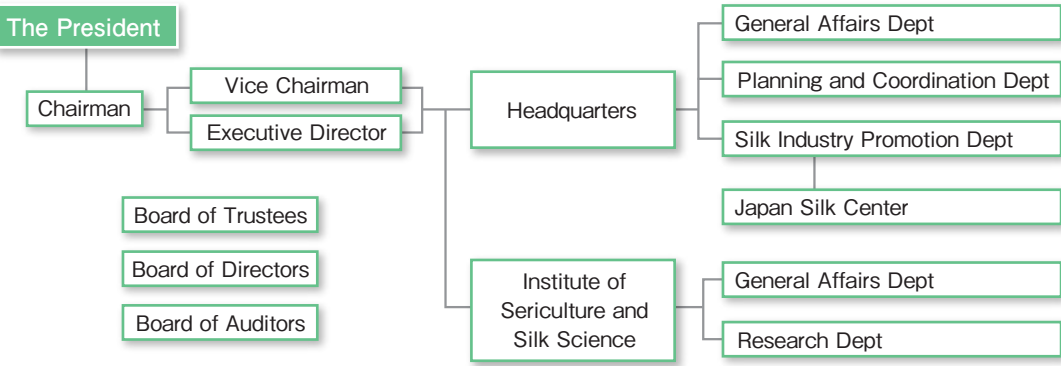 The President
Chairman
Vice Chairman
Executive Director
Board of Trustees
Board of Directors
Board of Auditors
Headquarters
General Affairs Dept
Planning and Coordination Dept
Silk Industry Promotion Dept
Japan Silk Center
Institute of
Sericulture and
Silk Science
General Affairs Dept
Research Dept